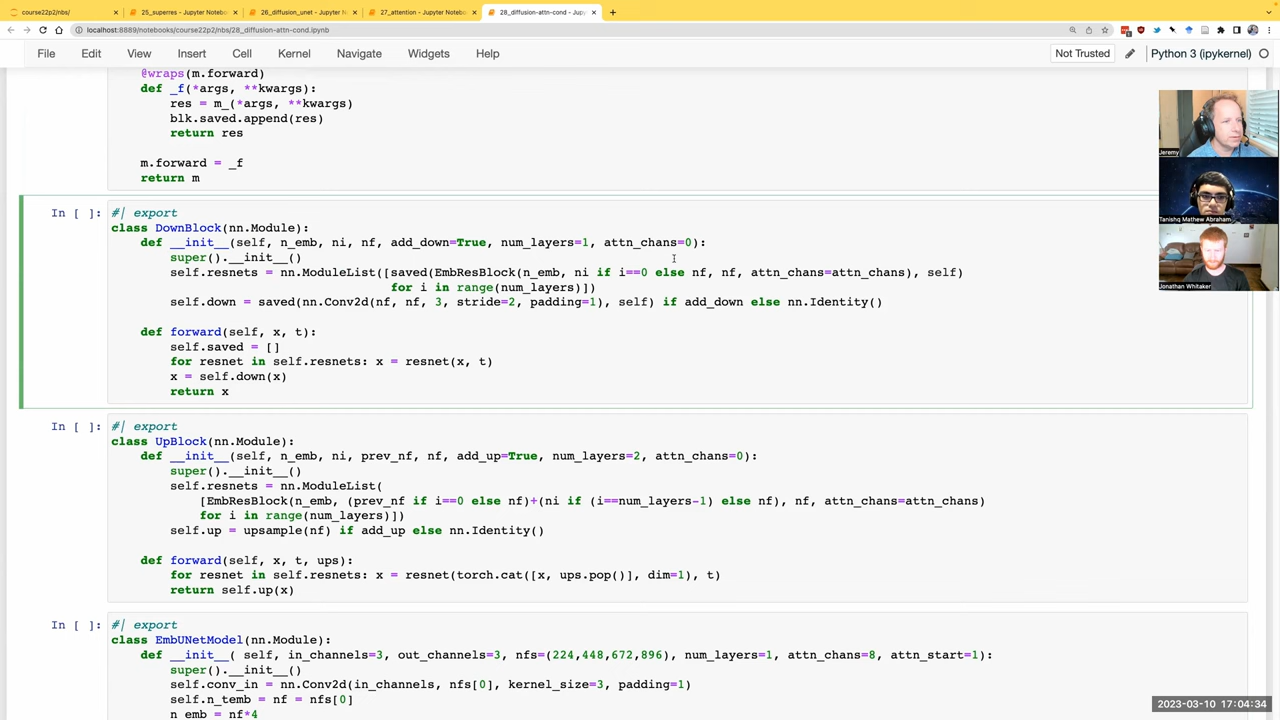 course22p2/nbs/
25_superres - Jupyter Noteboo
26_diffusion_unet - Jupyter N
27_attention - Jupyter Notebo
28_diffusion-attn-cond - Jup
localhost:8889/notebooks/course22p2/nbs/28_diffusion-attn-cond.ipynb
File Edit View Insert Cell Kernel Navigate Widgets Help Not Trusted Python 3 (ipykernel)
@wraps(m.forward)
def _f(*args, **kwargs):
res = m_(*args, **kwargs)
blk.saved.append(res)
return res
m.forward = _f
return m
In [ ]: #| export
class DownBlock(nn.Module):
def __init__(self, n_emb, ni, nf, add_down=True, num_layers=1, attn_chans=0):
super().__init__()
self.resnets = nn.ModuleList([saved(EmbResBlock(n_emb, ni if i==0 else nf, nf, attn_chans=attn_chans), self)
for i in range(num_layers)])
self.down = saved(nn.Conv2d(nf, nf, 3, stride=2, padding=1), self) if add_down else nn.Identity()
def forward(self, x, t):
self.saved = []
for resnet in self.resnets: x = resnet(x, t)
x = self.down(x)
return x
In [ ]: #| export
class UpBlock(nn.Module):
def __init__(self, n_emb, ni, prev_nf, nf, add_up=True, num_layers=2, attn_chans=0):
super().__init__()
self.resnets = nn.ModuleList(
[EmbResBlock(n_emb, (prev_nf if i==0 else nf)+(ni if (i==num_layers-1) else nf), nf, attn_chans=attn_chans)
for i in range(num_layers)])
self.up = upsample(nf) if add_up else nn.Identity()
def forward(self, x, t, ups):
for resnet in self.resnets: x = resnet(torch.cat([x, ups.pop()], dim=1), t)
return self.up(x)
In [ ]: #| export
class EmbUNetModel(nn.Module):
def __init__( self, in_channels=3, out_channels=3, nfs=(224,448,672,896), num_layers=1, attn_chans=8, attn_start=1):
super().__init__()
self.conv_in = nn.Conv2d(in_channels, nfs[0], kernel_size=3, padding=1)
self.n_temb = nf = nfs[0]
n_emb = nf*4
Jeremy
Tanishq Mathew Abraham
Jonathan Whitaker
2023-03-10 17:04:34